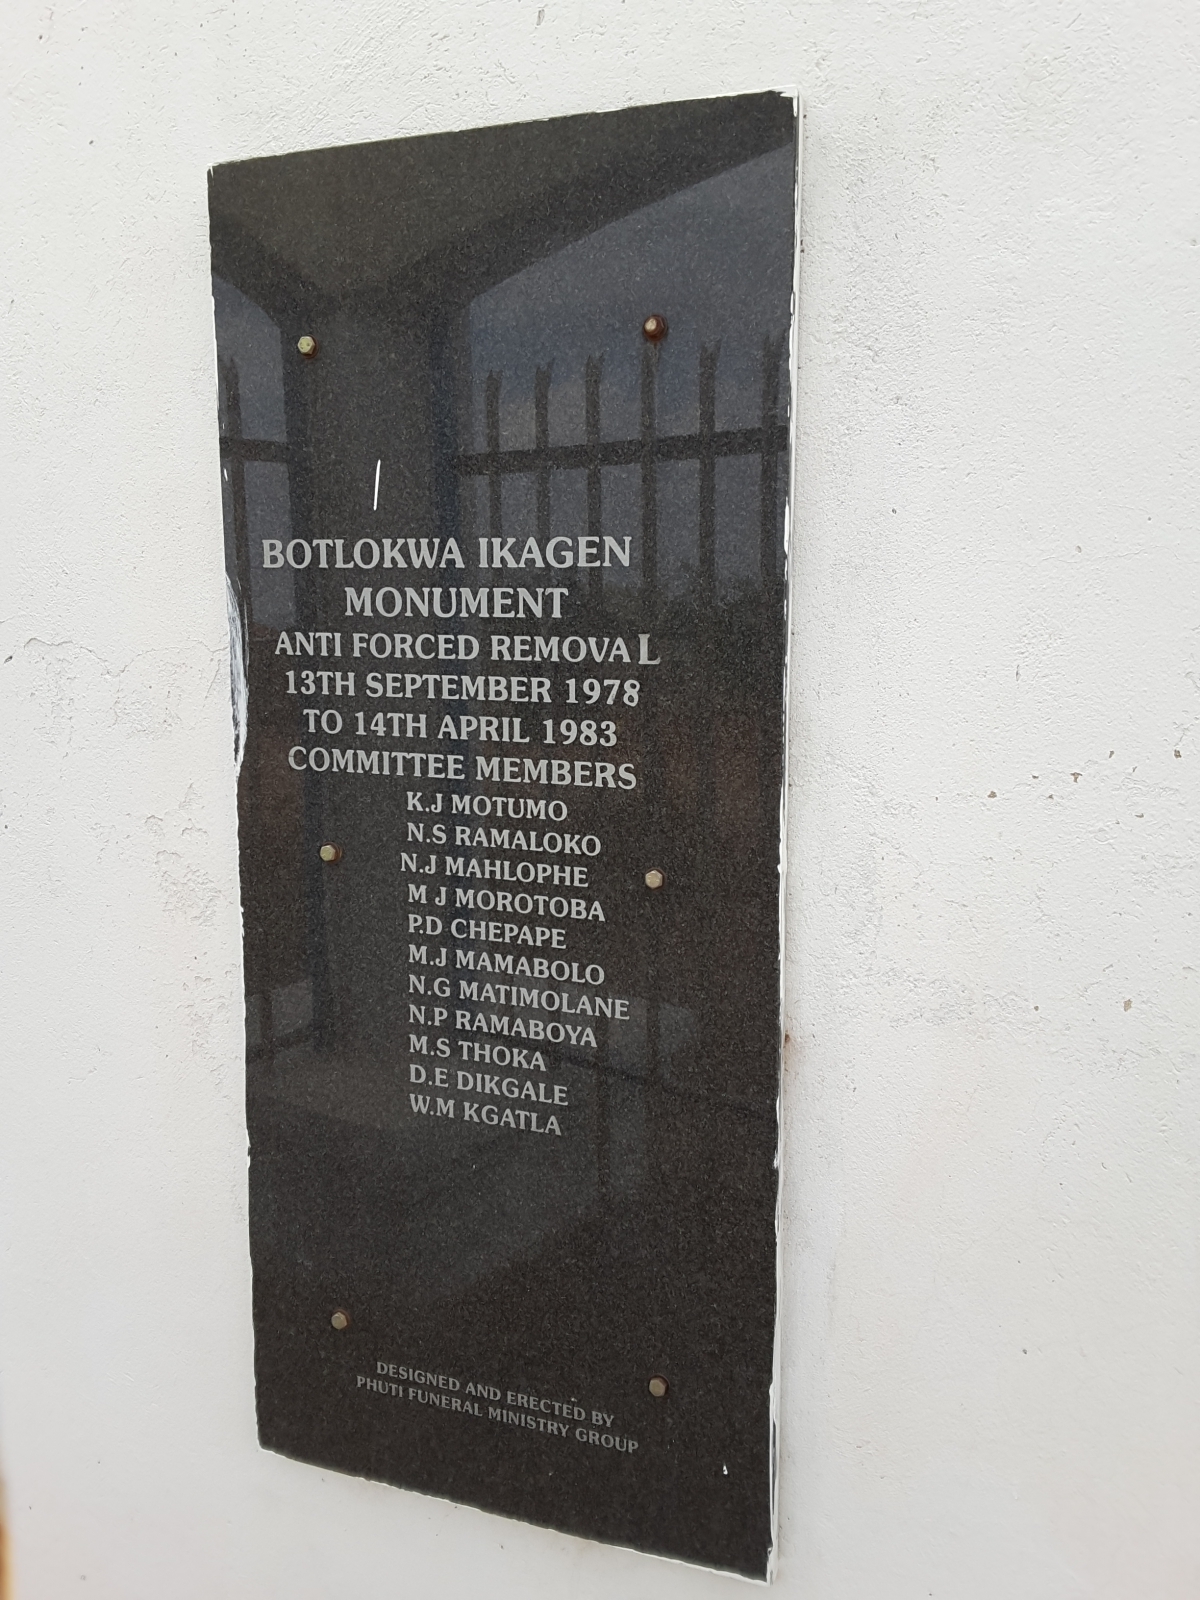 BOTLOKWA IKAGEN
MONUMENT
ANTI FORCED REMOVAL
13TH SEPTEMBER 1978
TO 14TH APRIL 1983
COMMITTEE MEMBERS
K.J MOTUMO
N.S RAMALOKO
N.J MAHLOPHE
M J MOROTOBA
P.D CHEPAPE
M.J MAMABOLO
N.G MATIMOLANE
N.P RAMABOYA
M.S THOKA
D.E DIKGALE
W.M KGATLA
DESIGNED AND ERECTED BY
PHUTI FUNERAL MINISTRY GROUP